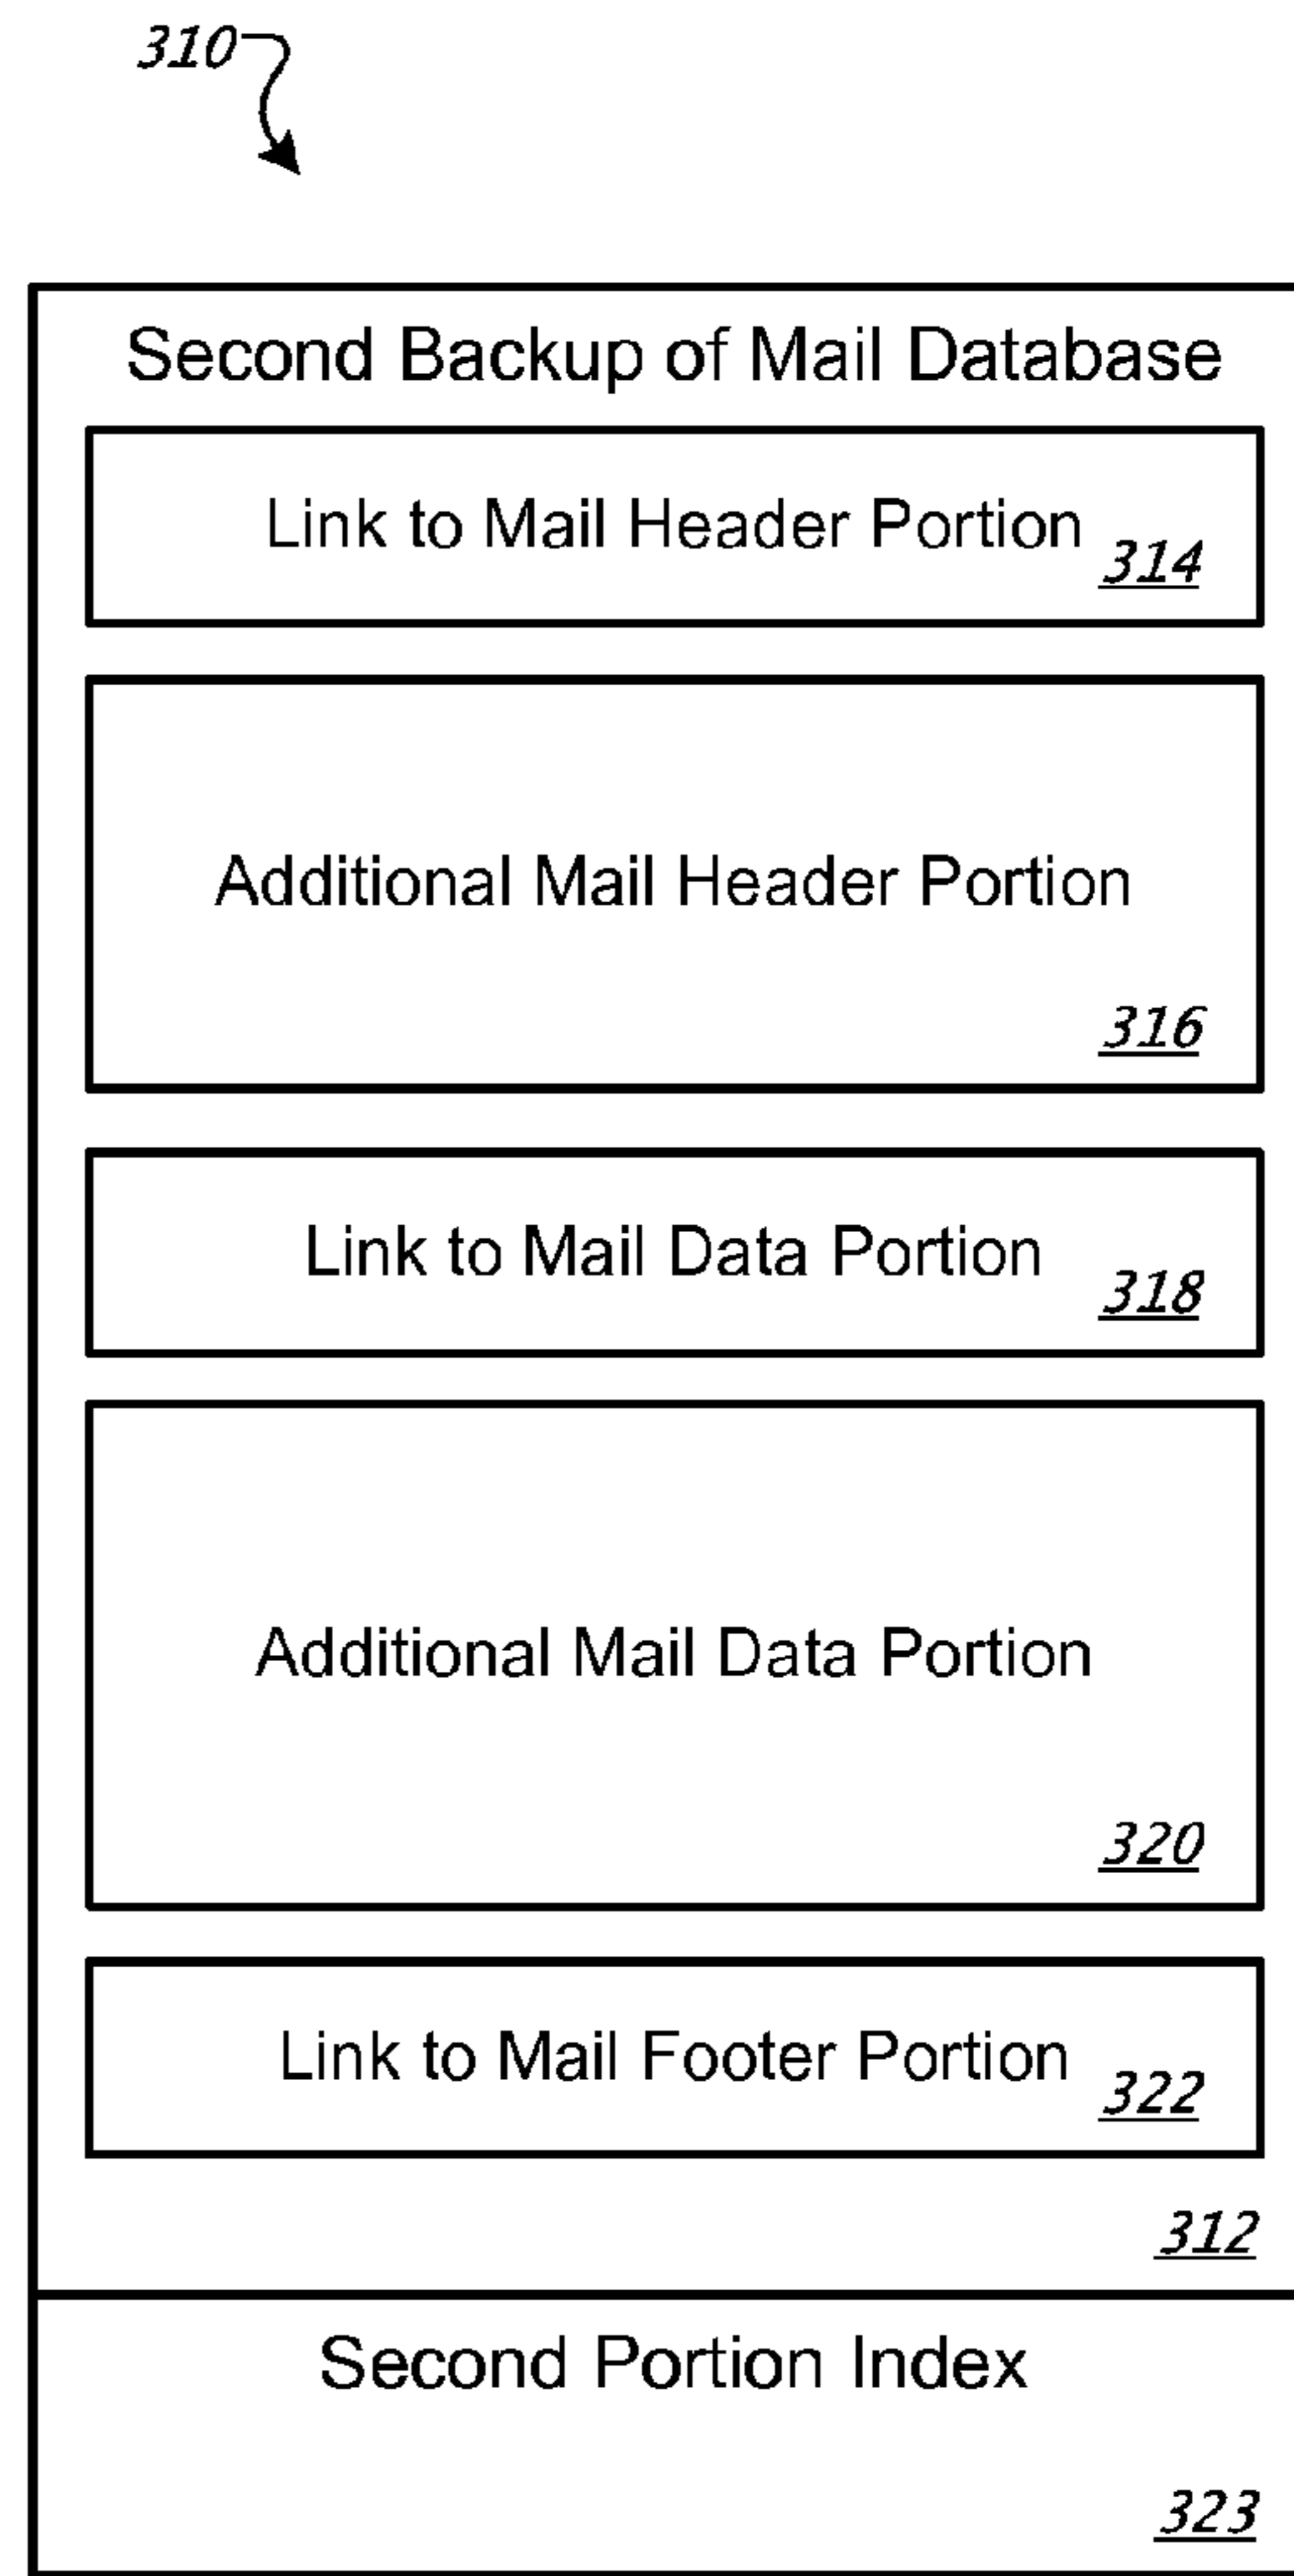 310
Second Backup of Mail Database
Link to Mail Header Portion
314
Additional Mail Header Portion
316
Link to Mail Data Portion
318
Additional Mail Data Portion
320
Link to Mail Footer Portion
322
312
Second Portion Index
323